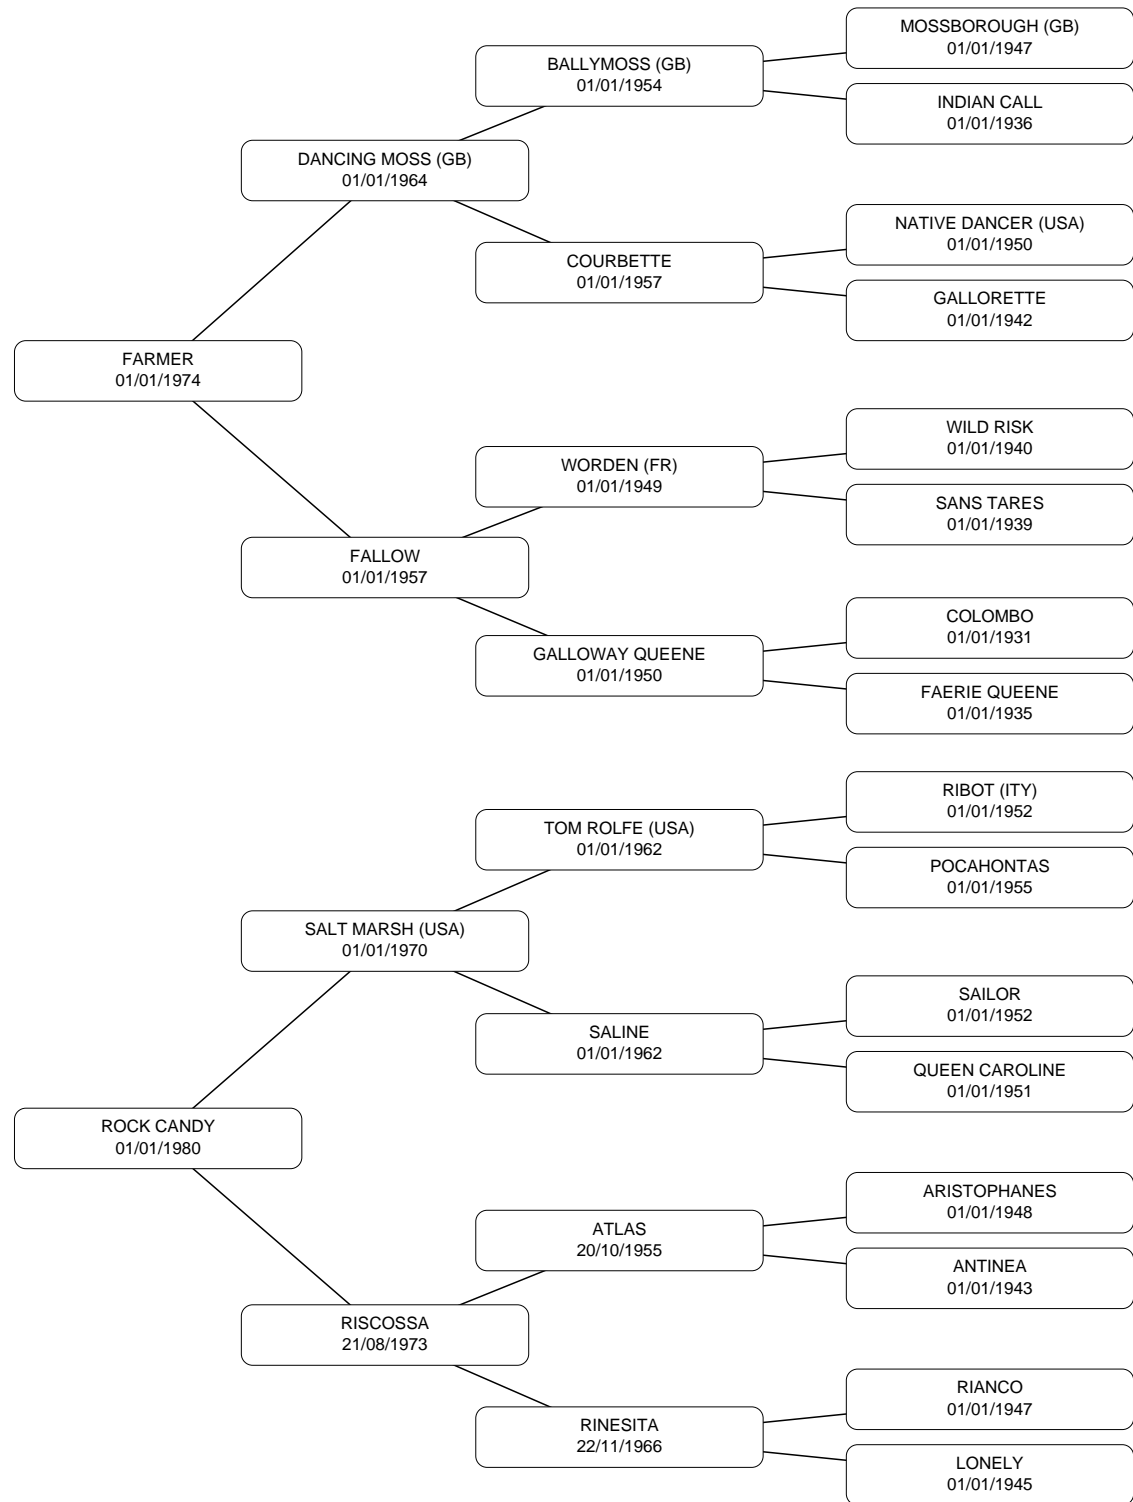 MOSSBOROUGH (GB)
01/01/1947
BALLYMOSS (GB)
01/01/1954
INDIAN CALL
01/01/1936
DANCING MOSS (GB)
01/01/1964
NATIVE DANCER (USA)
01/01/1950
COURBETTE
01/01/1957
GALLORETTE
01/01/1942
FARMER
01/01/1974
WILD RISK
01/01/1940
WORDEN (FR)
01/01/1949
SANS TARES
01/01/1939
FALLOW
01/01/1957
COLOMBO
01/01/1931
GALLOWAY QUEENE
01/01/1950
FAERIE QUEENE
01/01/1935
RIBOT (ITY)
01/01/1952
TOM ROLFE (USA)
01/01/1962
POCAHONTAS
01/01/1955
SALT MARSH (USA)
01/01/1970
SAILOR
01/01/1952
SALINE
01/01/1962
QUEEN CAROLINE
01/01/1951
ROCK CANDY
01/01/1980
ARISTOPHANES
01/01/1948
ATLAS
20/10/1955
ANTINEA
01/01/1943
RISCOSSA
21/08/1973
RIANCO
01/01/1947
RINESITA
22/11/1966
LONELY
01/01/1945